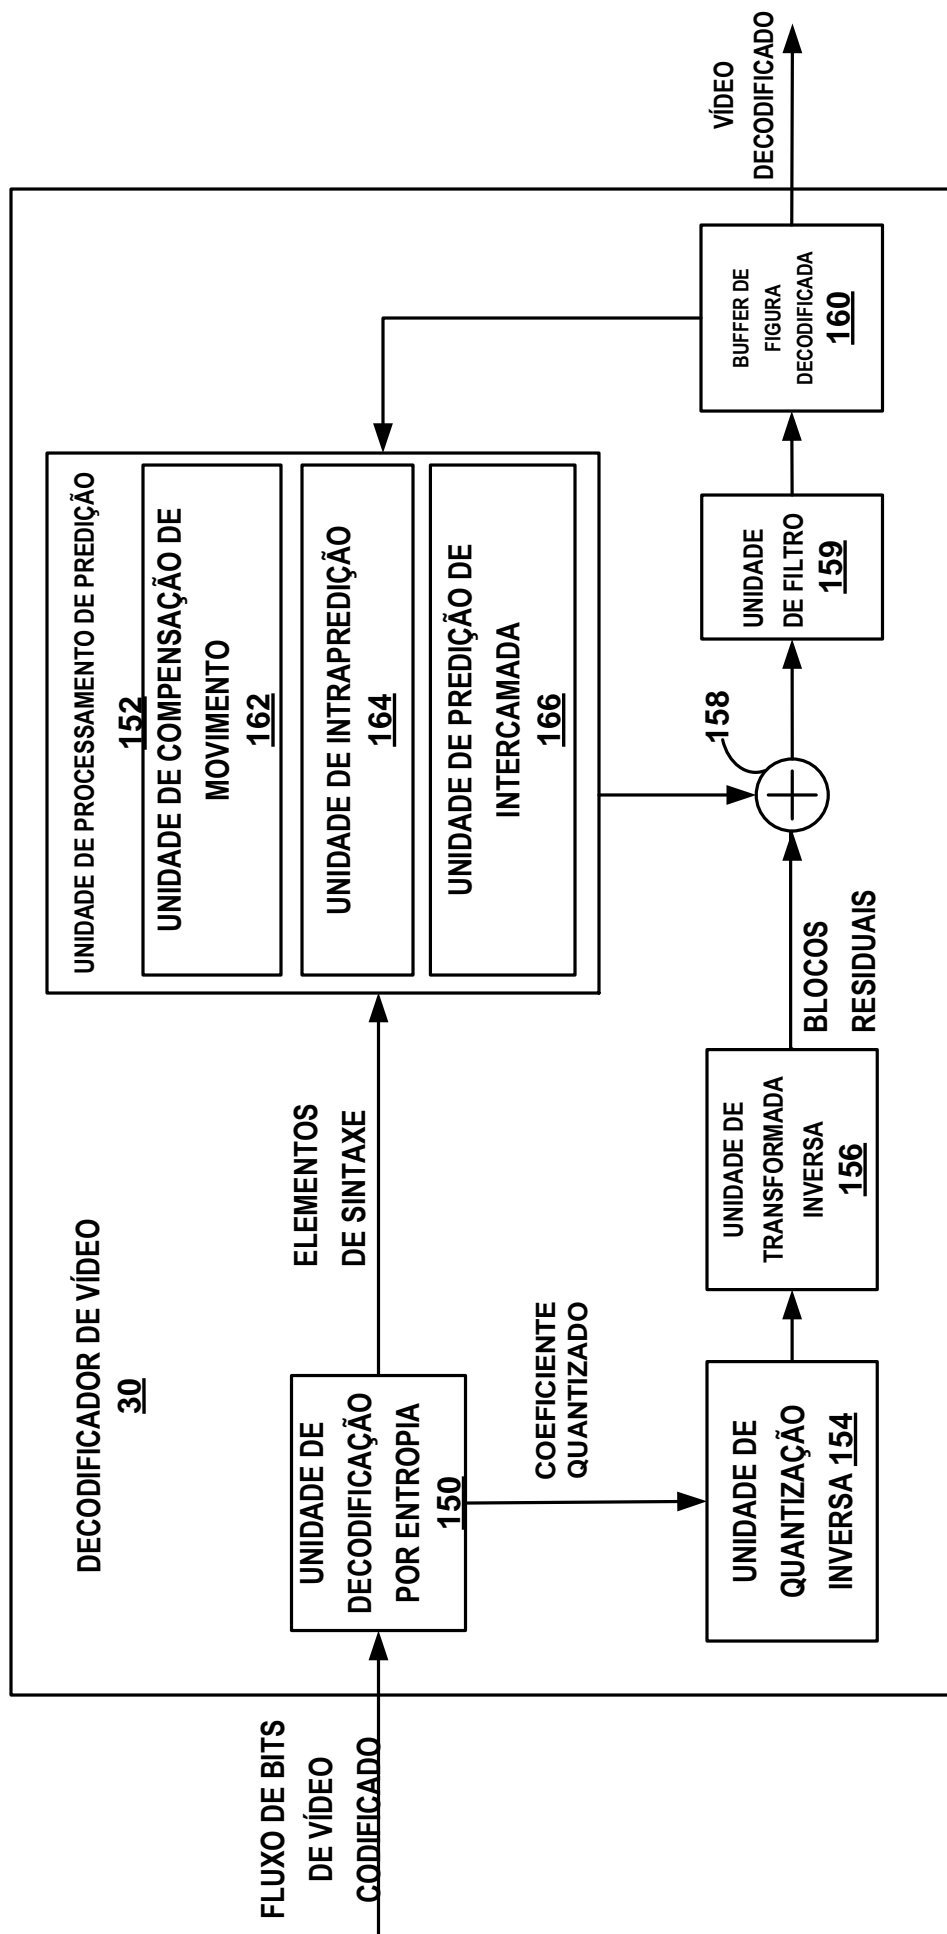 DECODIFICADOR DE VÍDEO
30
FLUXO DE BITS
DE VÍDEO
CODIFICADO
UNIDADE DE
DECODIFICAÇÃO
POR ENTROPIA
150
ELEMENTOS
DE SINTAXE
COEFICIENTE
QUANTIZADO
UNIDADE DE PROCESSAMENTO DE PREDIÇÃO
152
UNIDADE DE COMPENSAÇÃO DE
MOVIMENTO
162
UNIDADE DE INTRAPREDIÇÃO
164
UNIDADE DE PREDIÇÃO DE
INTERCAMADA
166
UNIDADE DE
QUANTIZAÇÃO
INVERSA 154
UNIDADE DE
TRANSFORMADA
INVERSA
156
BLOCOS
RESIDUAIS
158
UNIDADE
DE FILTRO
159
BUFFER DE
FIGURA
DECODIFICADA
160
VÍDEO
DECODIFICADO